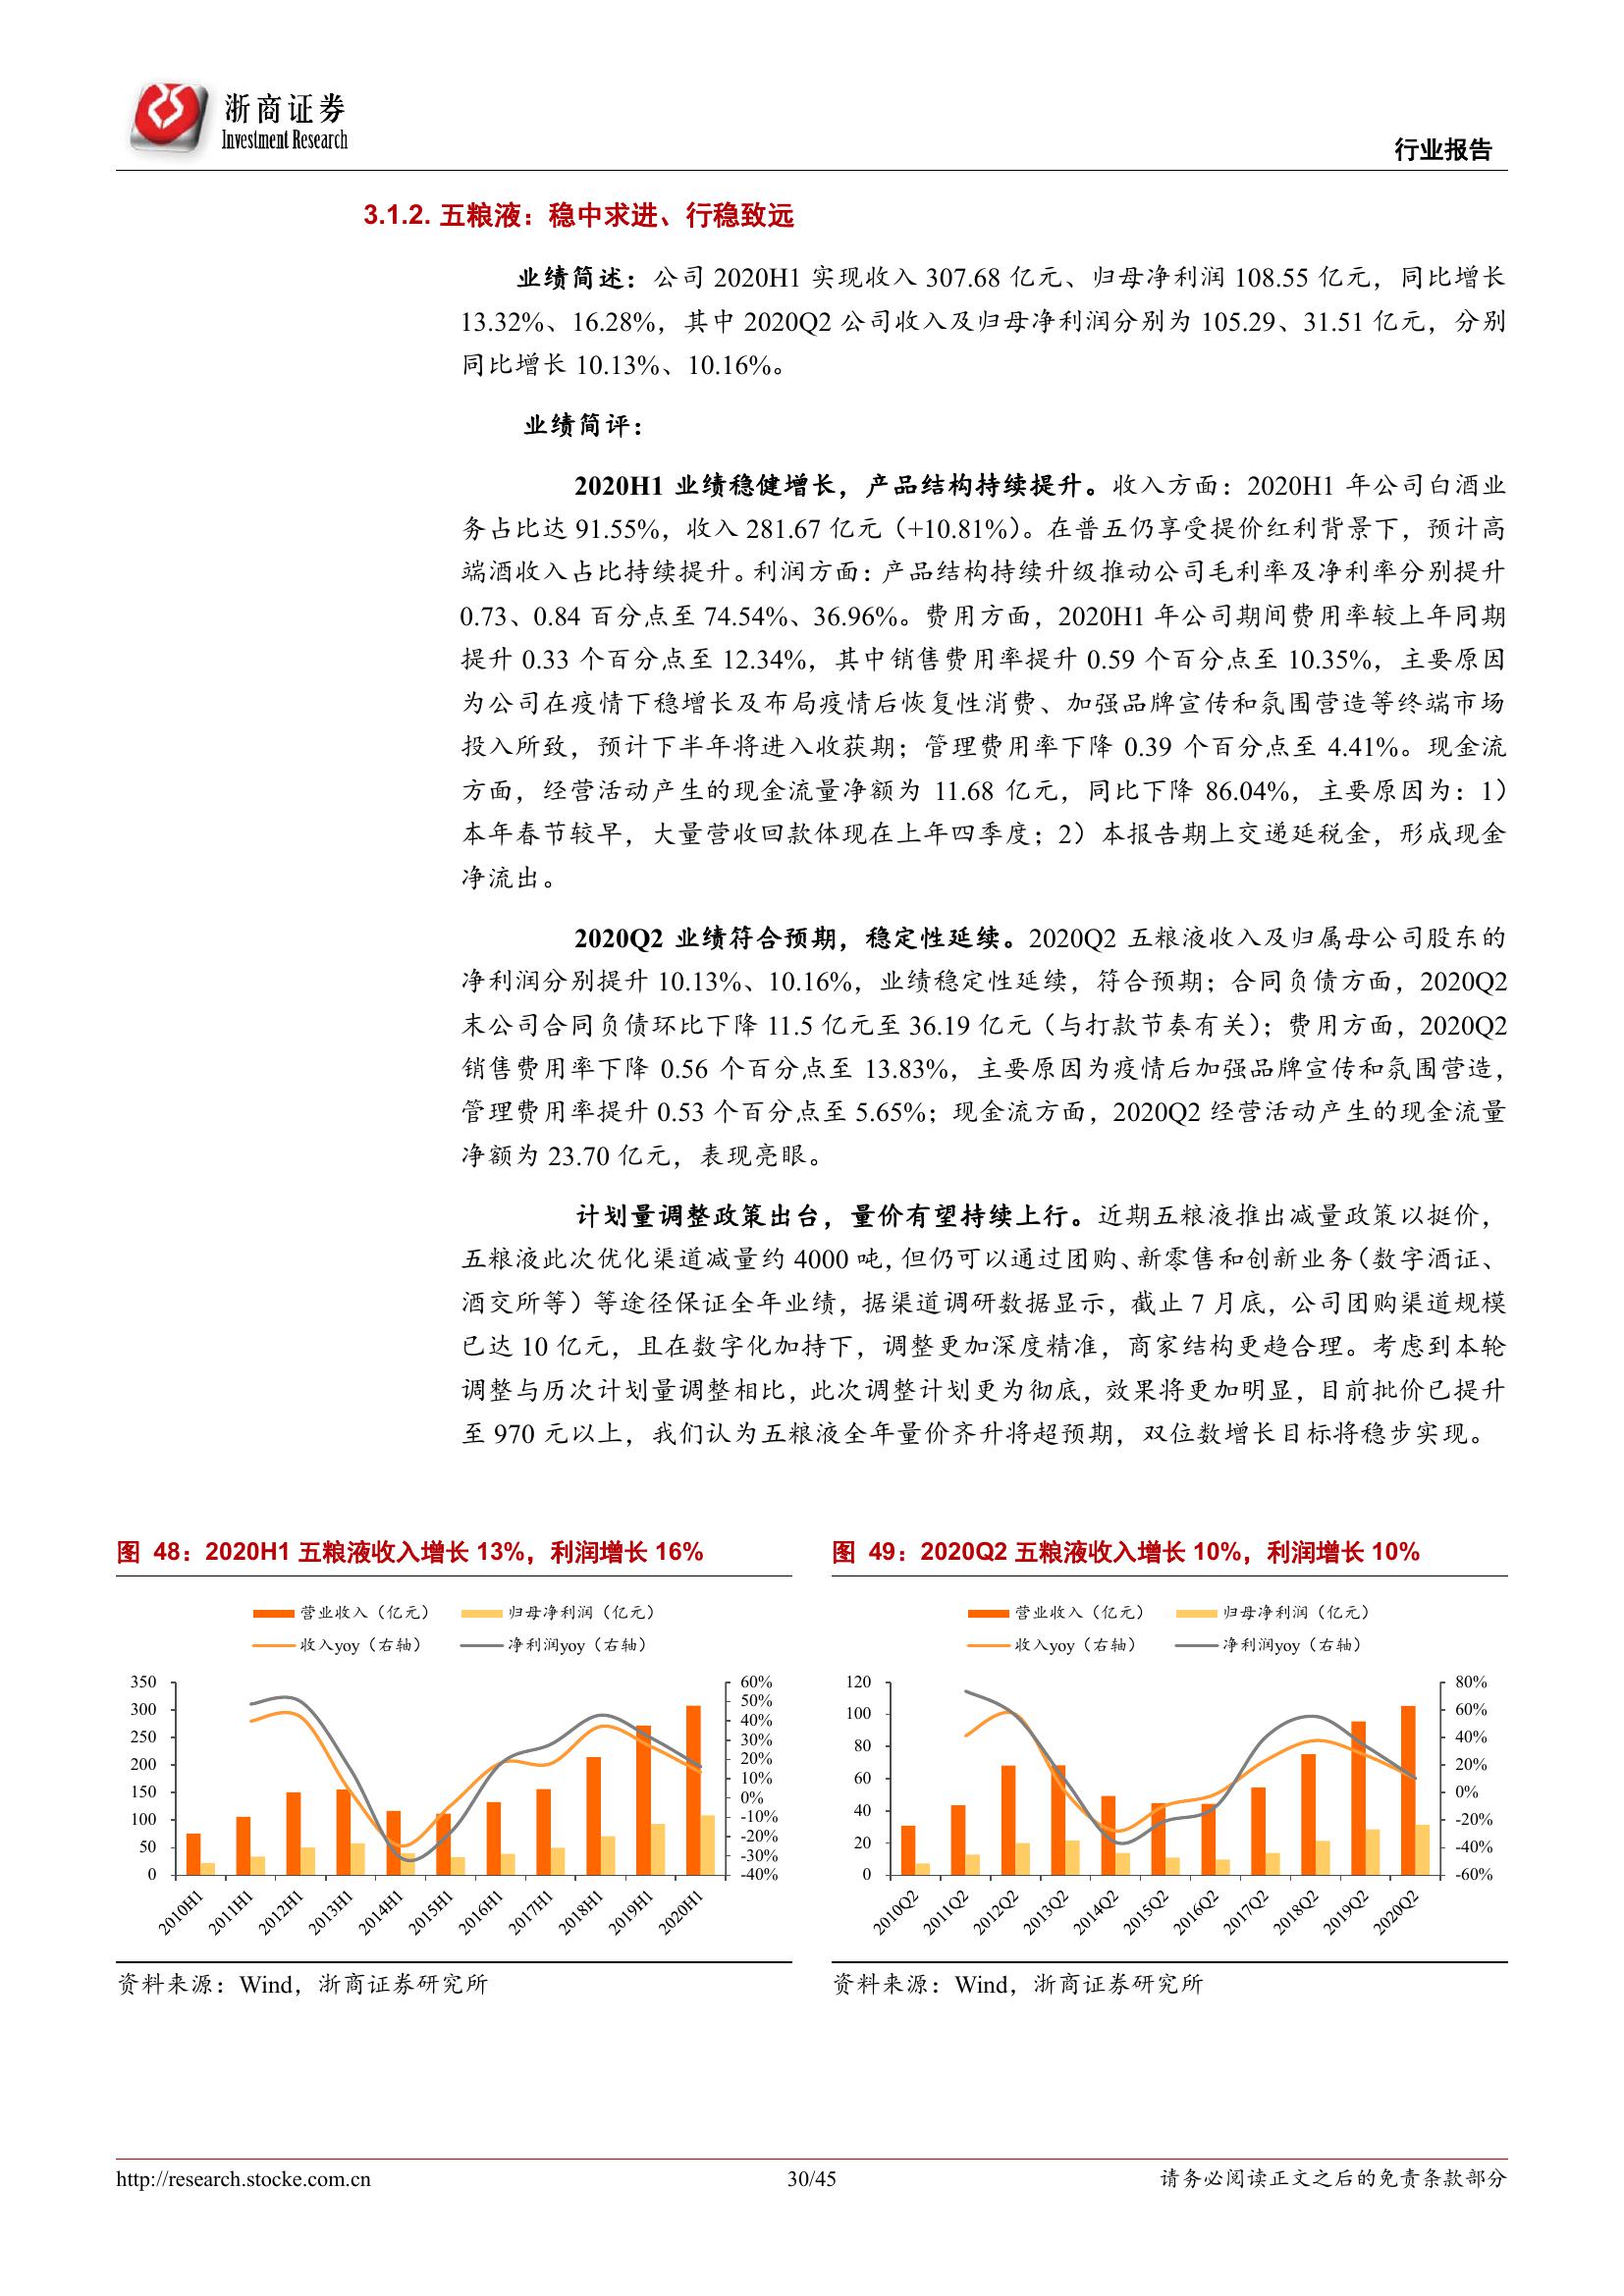 浙商证券
Investment Research
行业报告
3.1.2. 五粮液：稳中求进、行稳致远
业绩简述：公司 2020H1 实现收入 307.68 亿元、归母净利润 108.55 亿元，同比增长
13.32%、16.28%，其中 2020Q2 公司收入及归母净利润分别为 105.29、31.51 亿元，分别
同比增长 10.13%、10.16%。
业绩简评：
2020H1 业绩稳健增长，产品结构持续提升。收入方面：2020H1 年公司白酒业
务占比达 91.55%，收入 281.67 亿元（+10.81%）。在普五仍享受提价红利背景下，预计高
端酒收入占比持续提升。利润方面：产品结构持续升级推动公司毛利率及净利率分别提升
0.73、0.84 百分点至 74.54%、36.96%。费用方面，2020H1 年公司期间费用率较上年同期
提升 0.33 个百分点至 12.34%，其中销售费用率提升 0.59 个百分点至 10.35%，主要原因
为公司在疫情下稳增长及布局疫情后恢复性消费、加强品牌宣传和氛围营造等终端市场
投入所致，预计下半年将进入收获期；管理费用率下降 0.39 个百分点至 4.41%。现金流
方面，经营活动产生的现金流量净额为 11.68 亿元，同比下降 86.04%，主要原因为：1）
本年春节较早，大量营收回款体现在上年四季度；2）本报告期上交递延税金，形成现金
净流出。
2020Q2 业绩符合预期，稳定性延续。2020Q2 五粮液收入及归属母公司股东的
净利润分别提升 10.13%、10.16%，业绩稳定性延续，符合预期；合同负债方面，2020Q2
末公司合同负债环比下降 11.5 亿元至 36.19 亿元（与打款节奏有关）；费用方面，2020Q2
销售费用率下降 0.56 个百分点至 13.83%，主要原因为疫情后加强品牌宣传和氛围营造，
管理费用率提升 0.53 个百分点至 5.65%；现金流方面，2020Q2 经营活动产生的现金流量
净额为 23.70 亿元，表现亮眼。
计划量调整政策出台，量价有望持续上行。近期五粮液推出减量政策以挺价，
五粮液此次优化渠道减量约 4000 吨，但仍可以通过团购、新零售和创新业务（数字酒证、
酒交所等）等途径保证全年业绩，据渠道调研数据显示，截止 7 月底，公司团购渠道规模
已达 10 亿元，且在数字化加持下，调整更加深度精准，商家结构更趋合理。考虑到本轮
调整与历次计划量调整相比，此次调整计划更为彻底，效果将更加明显，目前批价已提升
至 970 元以上，我们认为五粮液全年量价齐升将超预期，双位数增长目标将稳步实现。
图 48：2020H1 五粮液收入增长 13%，利润增长 16%
营业收入（亿元） 归母净利润（亿元）
收入yoy（右轴） 净利润yoy（右轴）
350 60%
300 50%
250 40%
200 30%
150 20%
100 10%
50 0%
0 -10%
-20%
-30%
-40%
2010H1 2011H1 2012H1 2013H1 2014H1 2015H1 2016H1 2017H1 2018H1 2019H1 2020H1
资料来源：Wind，浙商证券研究所
图 49：2020Q2 五粮液收入增长 10%，利润增长 10%
营业收入（亿元） 归母净利润（亿元）
收入yoy（右轴） 净利润yoy（右轴）
120 80%
100 60%
80 40%
60 20%
40 0%
20 -20%
0 -40%
-60%
2010Q2 2011Q2 2012Q2 2013Q2 2014Q2 2015Q2 2016Q2 2017Q2 2018Q2 2019Q2 2020Q2
资料来源：Wind，浙商证券研究所
http://research.stocke.com.cn 30/45 请务必阅读正文之后的免责条款部分